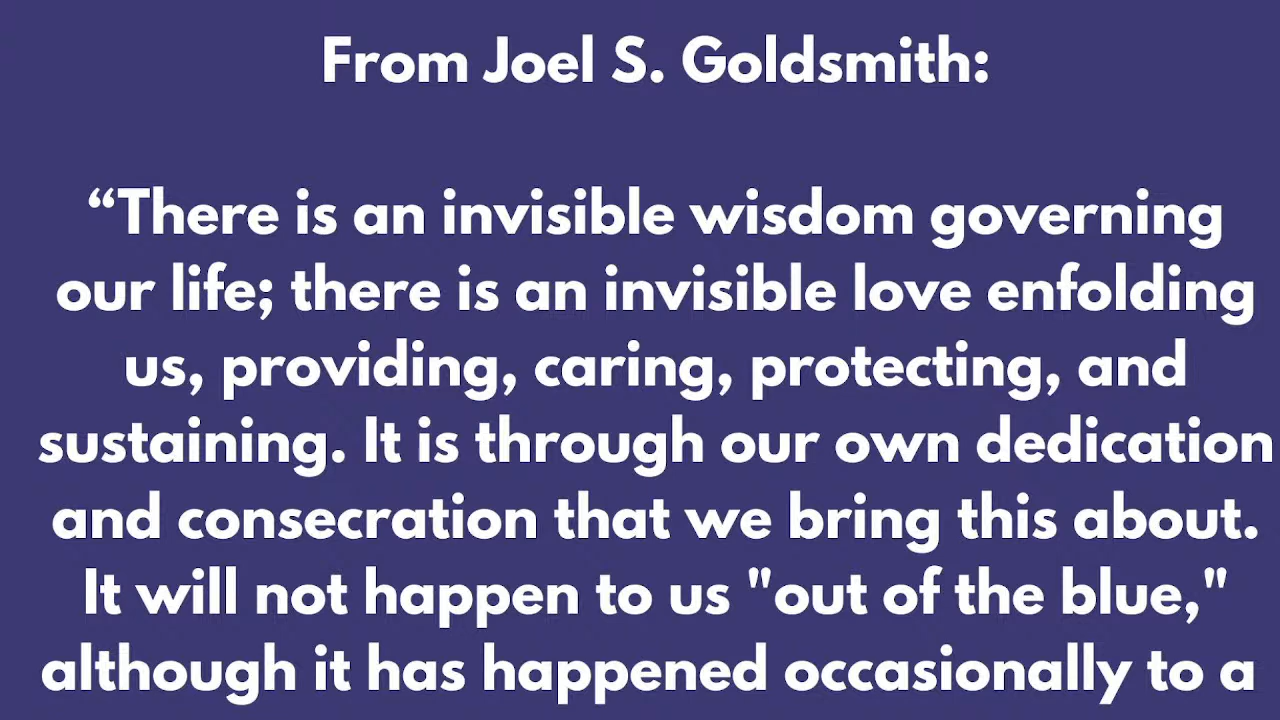 From Joel S. Goldsmith:
“There is an invisible wisdom governing
our life; there is an invisible love enfolding
us, providing, caring, protecting, and
sustaining. It is through our own dedication
and consecration that we bring this about.
It will not happen to us "out of the blue,"
although it has happened occasionally to a